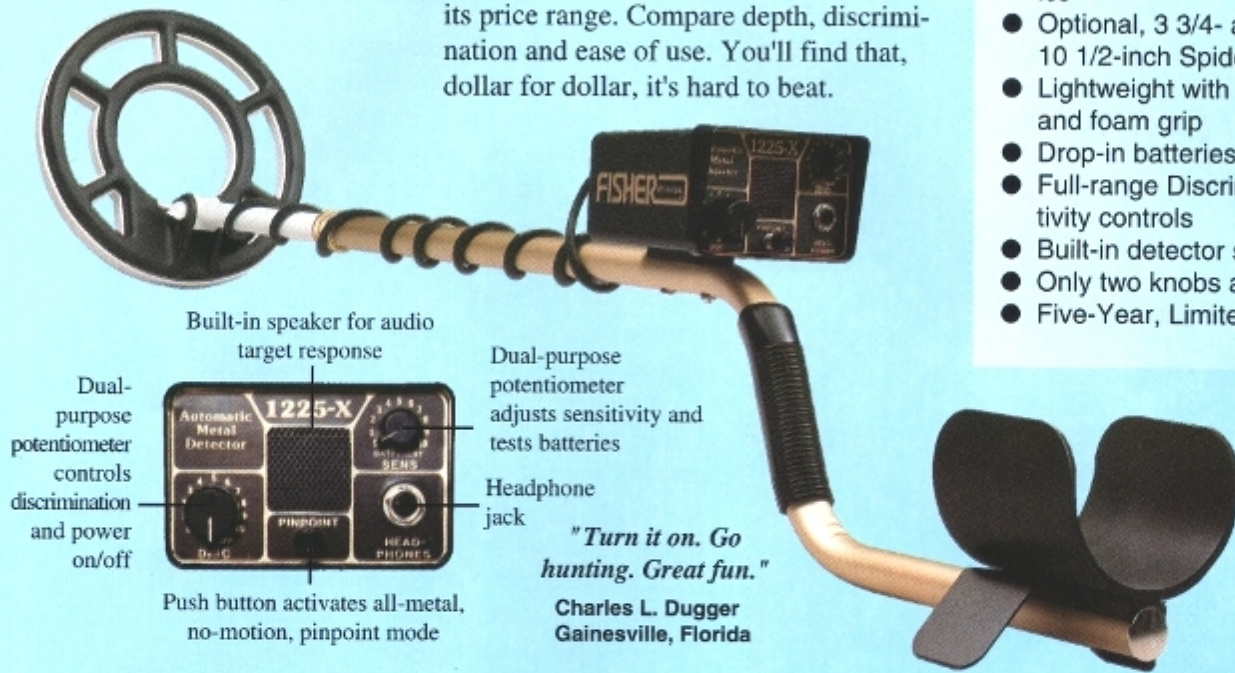 its price range. Compare depth, discrimi-
nation and ease of use. You'll find that,
dollar for dollar, it's hard to beat.
● Optional, 3 3/4-
10 1/2-inch
● Lightweight with
and foam grip
● Drop-in batteries
● Full-range
tivity controls
● Built-in detector
● Only two knobs
● Five-Year,
1225-X
FISHER
Built-in speaker for audio
target response
Dual-
purpose
potentiometer
controls
discrimination
and power
on/off
Automatic
Metal
Detector
1225-X
SENS
DISC
PINPOINT
HEAD-
PHONES
Dual-purpose
potentiometer
adjusts sensitivity and
tests batteries
Headphone
jack
Push button activates all-metal,
no-motion, pinpoint mode
"Turn it on. Go
hunting. Great fun."
Charles L. Dugger
Gainesville, Florida